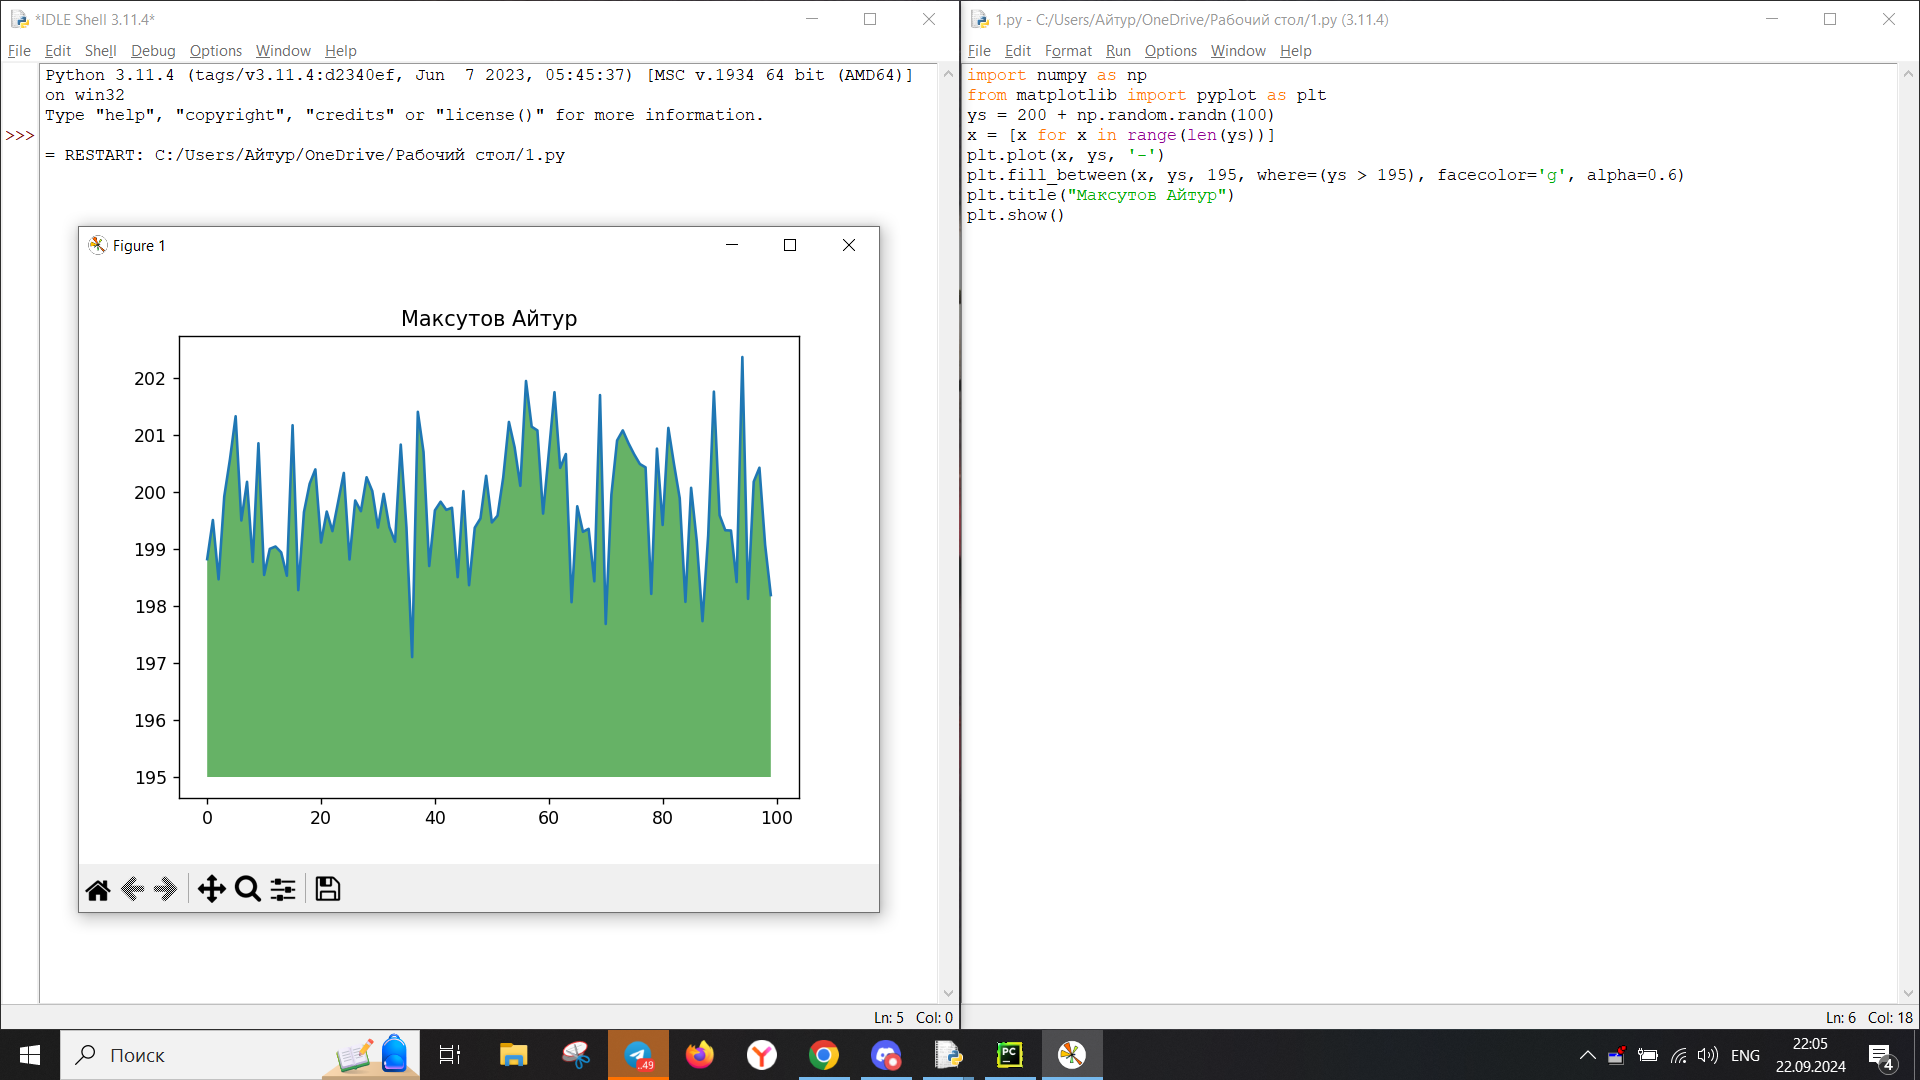 *IDLE Shell 3.11.4*
File Edit Shell Debug Options Window Help
Python 3.11.4 (tags/v3.11.4:d2340ef, Jun  7 2023, 05:45:37) [MSC v.1934 64 bit (AMD64)]
on win32
Type "help", "copyright", "credits" or "license()" for more information.
>>>
= RESTART: C:/Users/Айтур/OneDrive/Рабочий стол/1.py
Figure 1
Максутов Айтур
202
201
200
199
198
197
196
195
0 20 40 60 80 100
Ln: 5 Col: 0
1.py - C:/Users/Айтур/OneDrive/Рабочий стол/1.py (3.11.4)
File Edit Format Run Options Window Help
import numpy as np
from matplotlib import pyplot as plt
ys = 200 + np.random.randn(100)
x = [x for x in range(len(ys))]
plt.plot(x, ys, '-')
plt.fill_between(x, ys, 195, where=(ys > 195), facecolor='g', alpha=0.6)
plt.title("Максутов Айтур")
plt.show()
Ln: 6 Col: 18
Поиск
..49
PC
ENG
22:05
22.09.2024
4